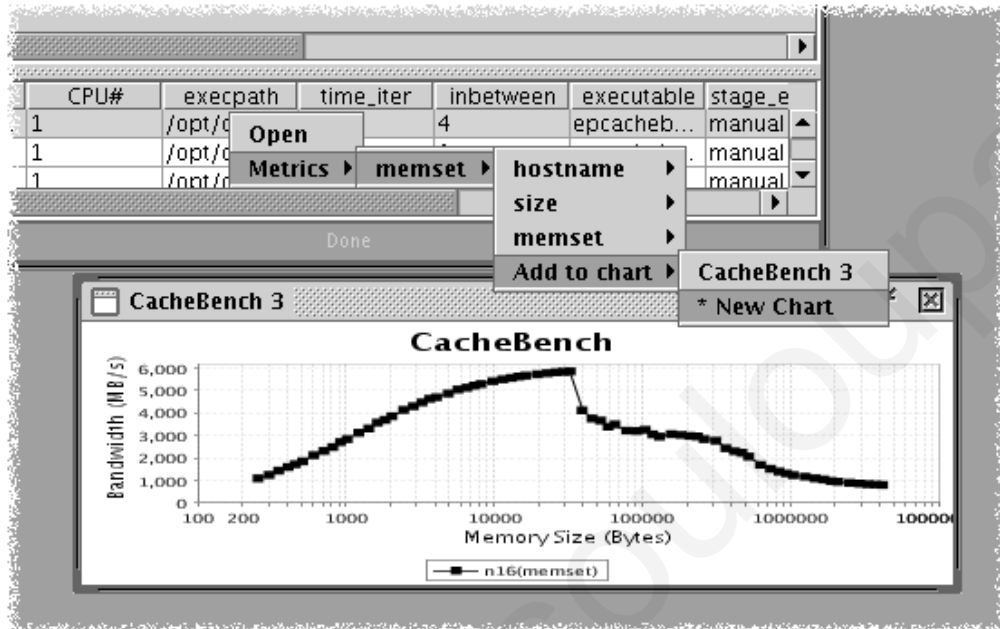 CPU# execpath time_iter inbetween executable stage_e
1 /opt/c 4 epcacheb... manual
1 /opt/c manual
1 /opt/c manual
Open
Metrics memset hostname
size
memset
Done
Add to chart CacheBench 3
* New Chart
CacheBench 3
CacheBench
Bandwidth (MB/s)
6,000
5,000
4,000
3,000
2,000
1,000
0
100 200 1000 10000 100000 1000000 100000
Memory Size (Bytes)
n16(memset)